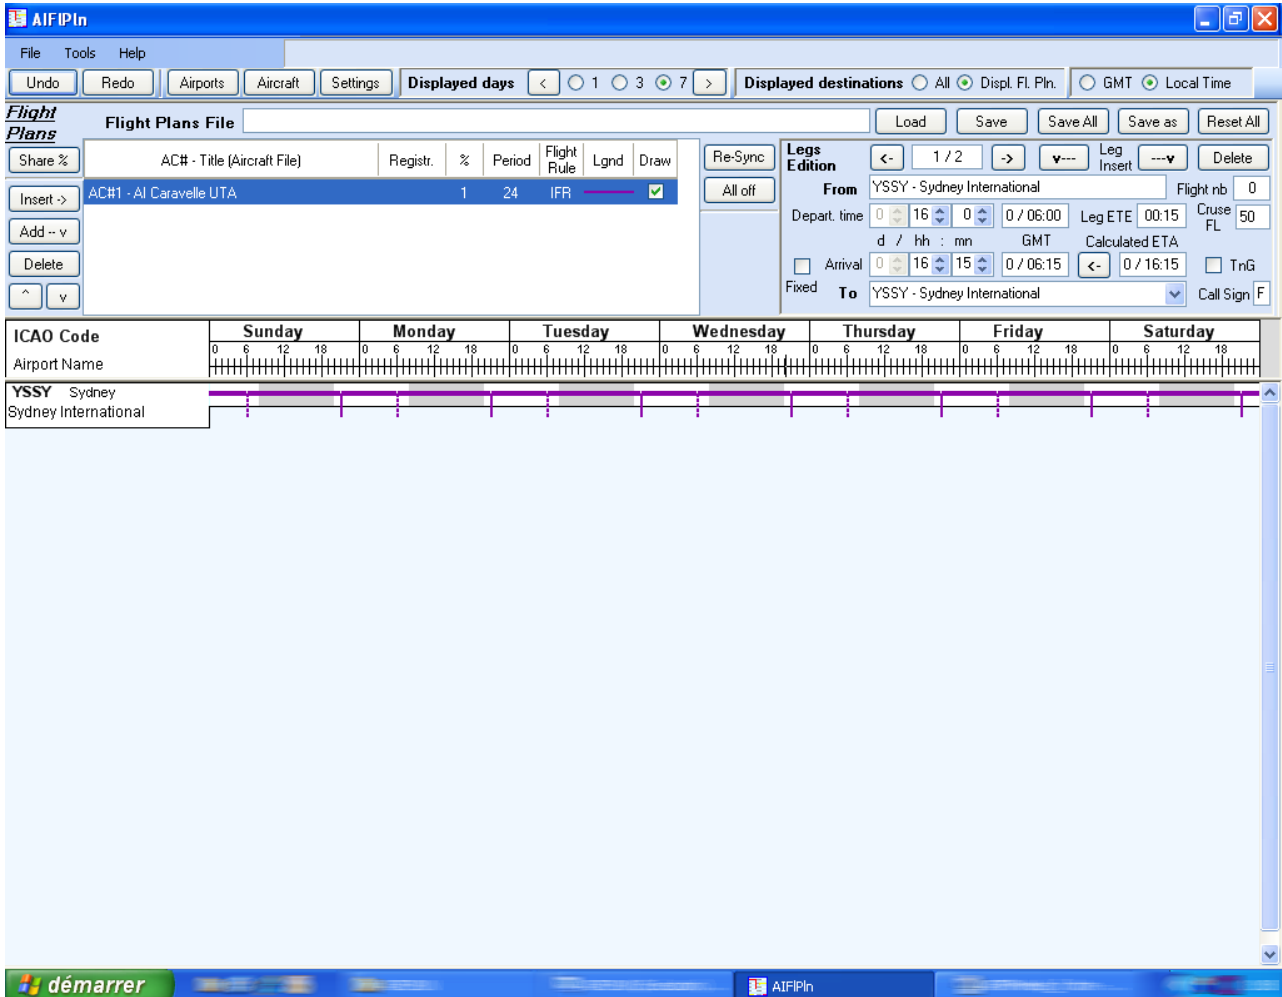 AIFlPln
File Tools Help
Undo Redo Airports Aircraft Settings Displayed days < 1 3 7 > Displayed destinations All Displ. Fl. Pln. GMT Local Time
Flight Plans
Flight Plans File Load Save Save All Save as Reset All
Share % AC# - Title (Aircraft File) Registr. % Period Flight Rule Lgnd Draw Re-Sync Legs Edition <- 1 / 2 -> v--- Leg Insert ---v Delete
Insert -> AC#1 - AI Caravelle UTA 1 24 IFR All off From YSSY - Sydney International Flight nb 0
Add -- v Depart. time 0 16 0 0 / 06:00 Leg ETE 00:15 Cruse FL 50
d / hh : mn GMT Calculated ETA
Delete Arrival 0 16 15 0 / 06:15 <- 0 / 16:15 TnG
^ v Fixed To YSSY - Sydney International Call Sign F
ICAO Code Sunday Monday Tuesday Wednesday Thursday Friday Saturday
0 6 12 18 0 6 12 18 0 6 12 18 0 6 12 18 0 6 12 18 0 6 12 18 0 6 12 18
Airport Name
YSSY Sydney
Sydney International
démarrer AIFlPln